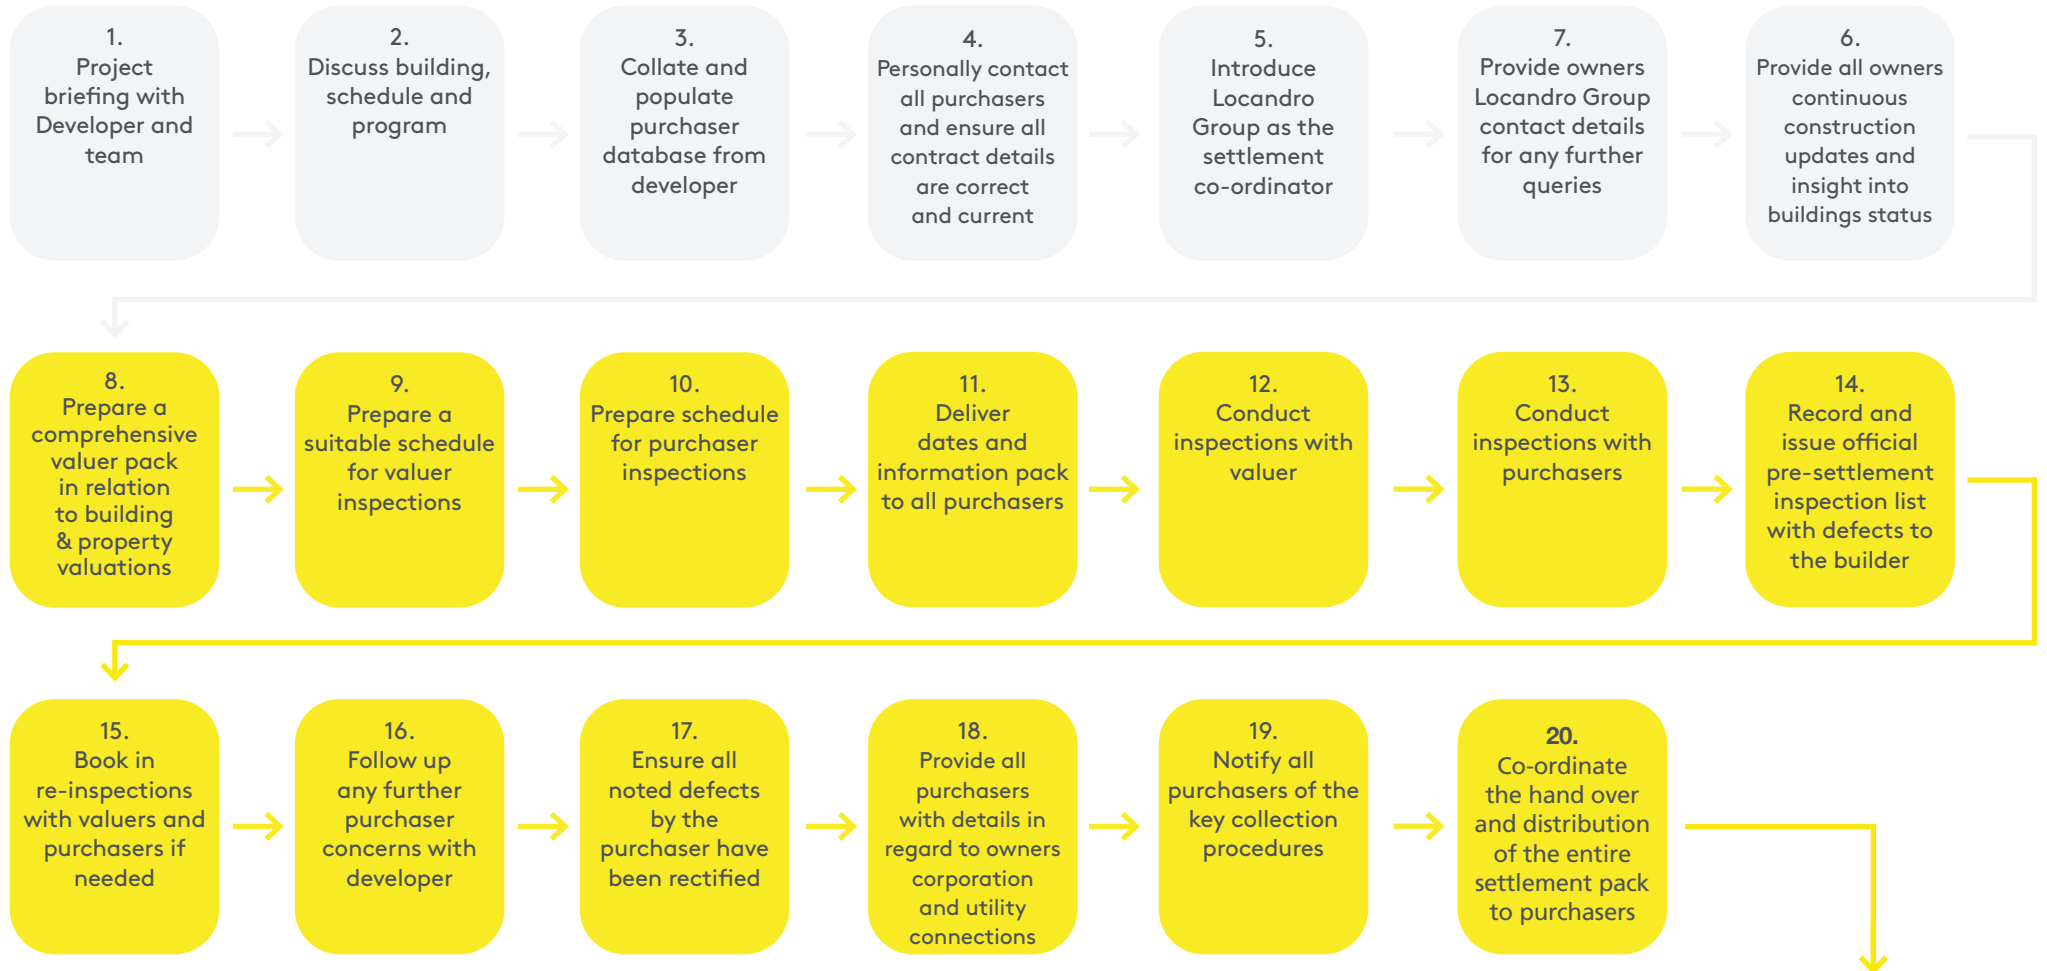 1.
Project
briefing with
Developer and
team
2.
Discuss building,
schedule and
program
3.
Collate and
populate
purchaser
database from
developer
4.
Personally contact
all purchasers
and ensure all
contract details
are correct
and current
5.
Introduce
Locandro
Group as the
settlement
co-ordinator
7.
Provide owners
Locandro Group
contact details
for any further
queries
6.
Provide all owners
continuous
construction
updates and
insight into
buildings status
8.
Prepare a
comprehensive
valuer pack
in relation
to building
& property
valuations
9.
Prepare a
suitable schedule
for valuer
inspections
10.
Prepare schedule
for purchaser
inspections
11.
Deliver
dates and
information pack
to all purchasers
12.
Conduct
inspections with
valuer
13.
Conduct
inspections with
purchasers
14.
Record and
issue official
pre-settlement
inspection list
with defects to
the builder
15.
Book in
re-inspections
with valuers and
purchasers if
needed
16.
Follow up
any further
purchaser
concerns with
developer
17.
Ensure all
noted defects
by the
purchaser have
been rectified
18.
Provide all
purchasers
with details in
regard to owners
corporation
and utility
connections
19.
Notify all
purchasers of the
key collection
procedures
20.
Co-ordinate
the hand over
and distribution
of the entire
settlement pack
to purchasers